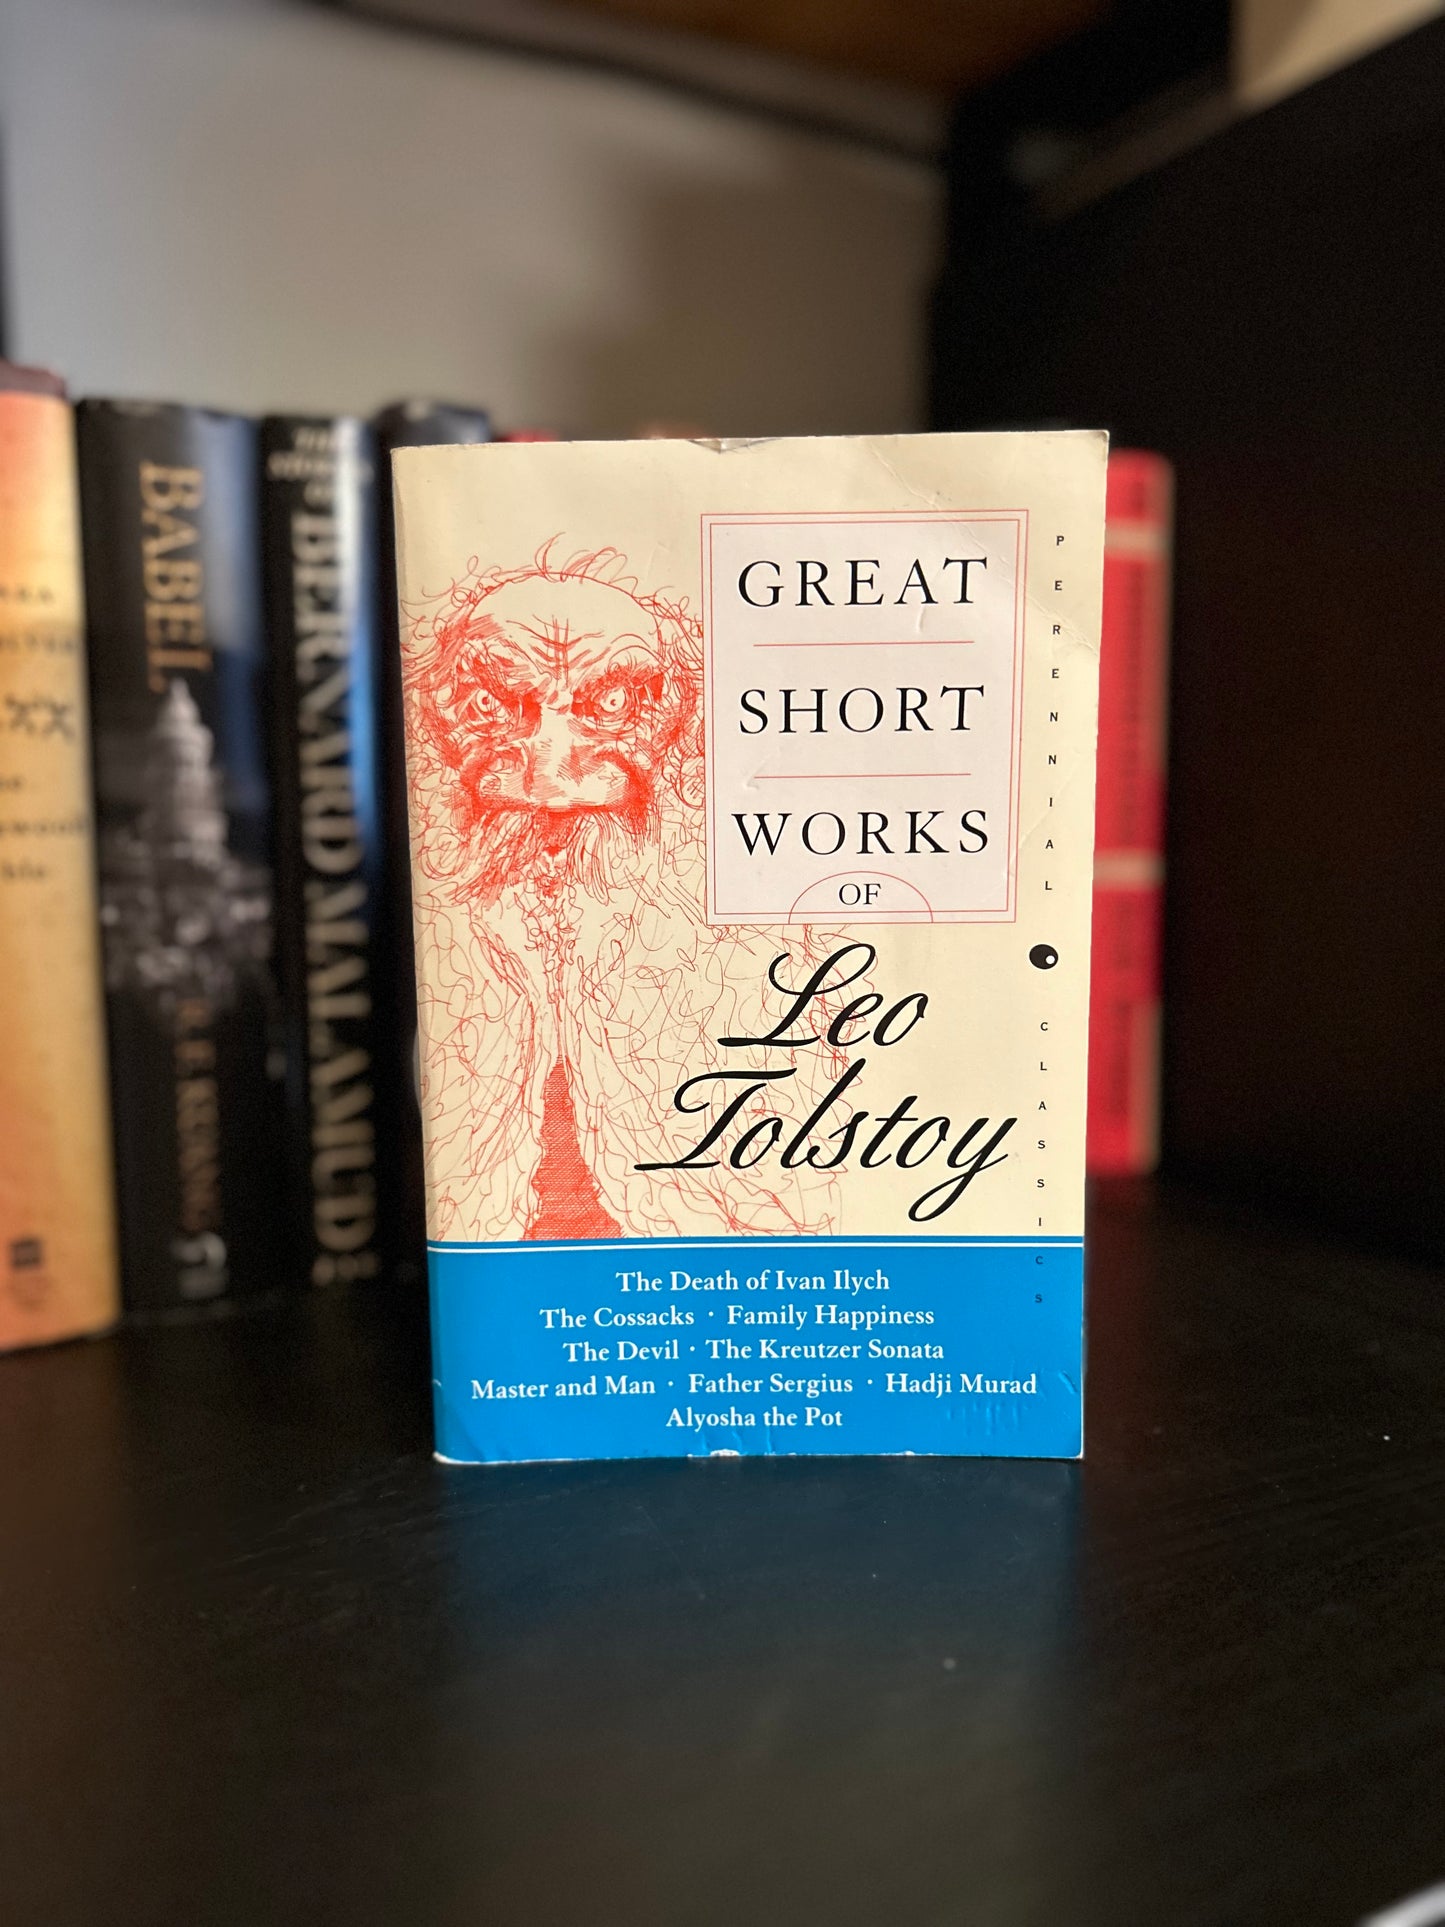 GREAT
SHORT
WORKS
OF
Leo
Tolstoy
PERENNIAL
CLASSICS
The Death of Ivan Ilych
The Cossacks · Family Happiness
The Devil · The Kreutzer Sonata
Master and Man · Father Sergius · Hadji Murad
Alyosha the Pot
BABEL
R. F. KUANG
BERNARD MALAMUD